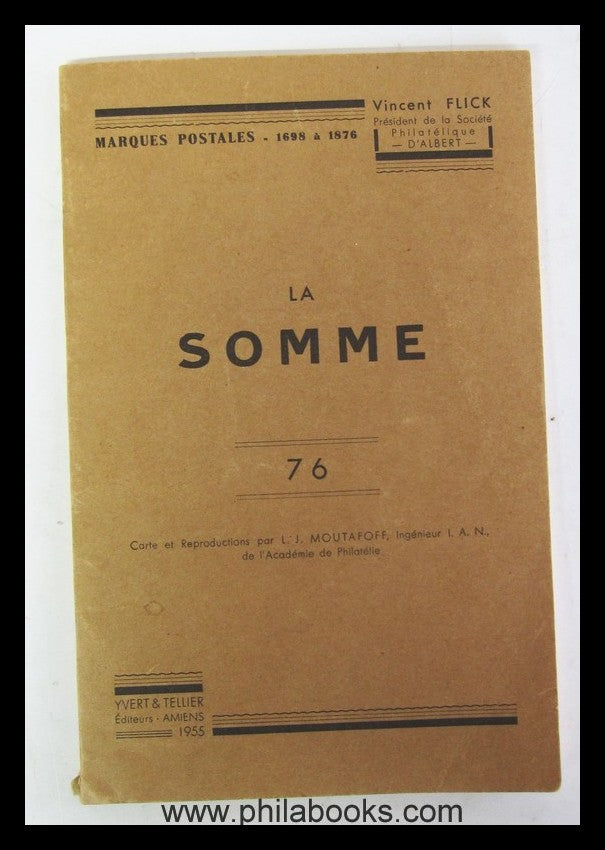 MARQUES POSTALES - 1698 à 1876
Vincent FLICK
Président de la Société
Philatélique
— D'ALBERT —
LA
SOMME
76
Carte et Reproductions par L. J. MOUTAFOFF, Ingénieur I. A. N.,
de l'Académie de Philatélie
YVERT & TELLIER
Éditeurs - AMIENS
1955
www.philabooks.com